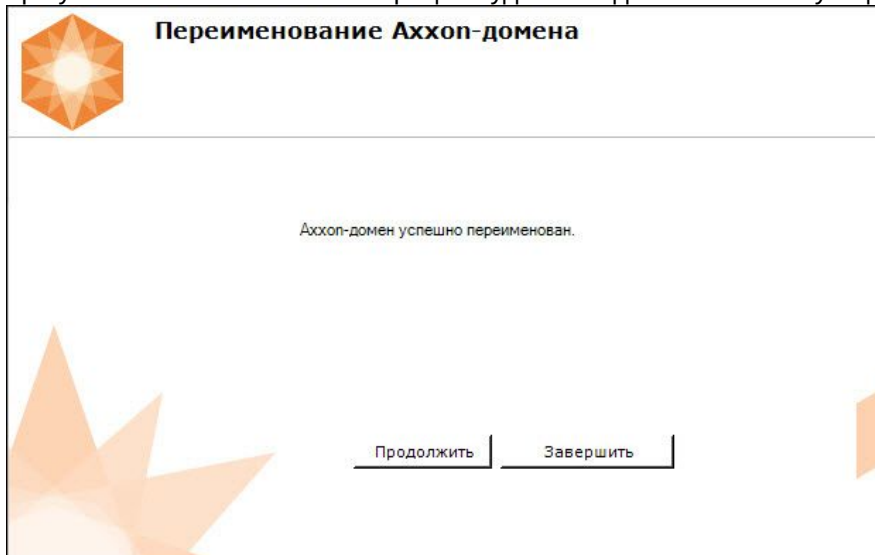 Переименование Axxon-домена
Axxon-домен успешно переименован.
Продолжить
Завершить